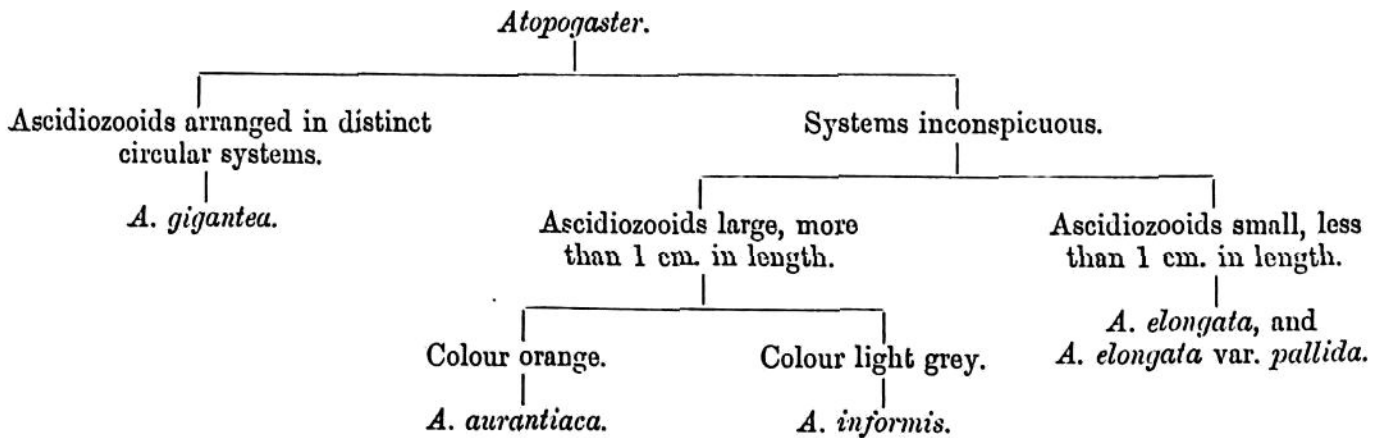 Atopogaster.
Ascidiozooids arranged in distinct
circular systems.
A. gigantea.
Systems inconspicuous.
Ascidiozooids large, more
than 1 cm. in length.
Colour orange.
A. aurantiaca.
Colour light grey.
A. informis.
Ascidiozooids small, less
than 1 cm. in length.
A. elongata, and
A. elongata var. pallida.